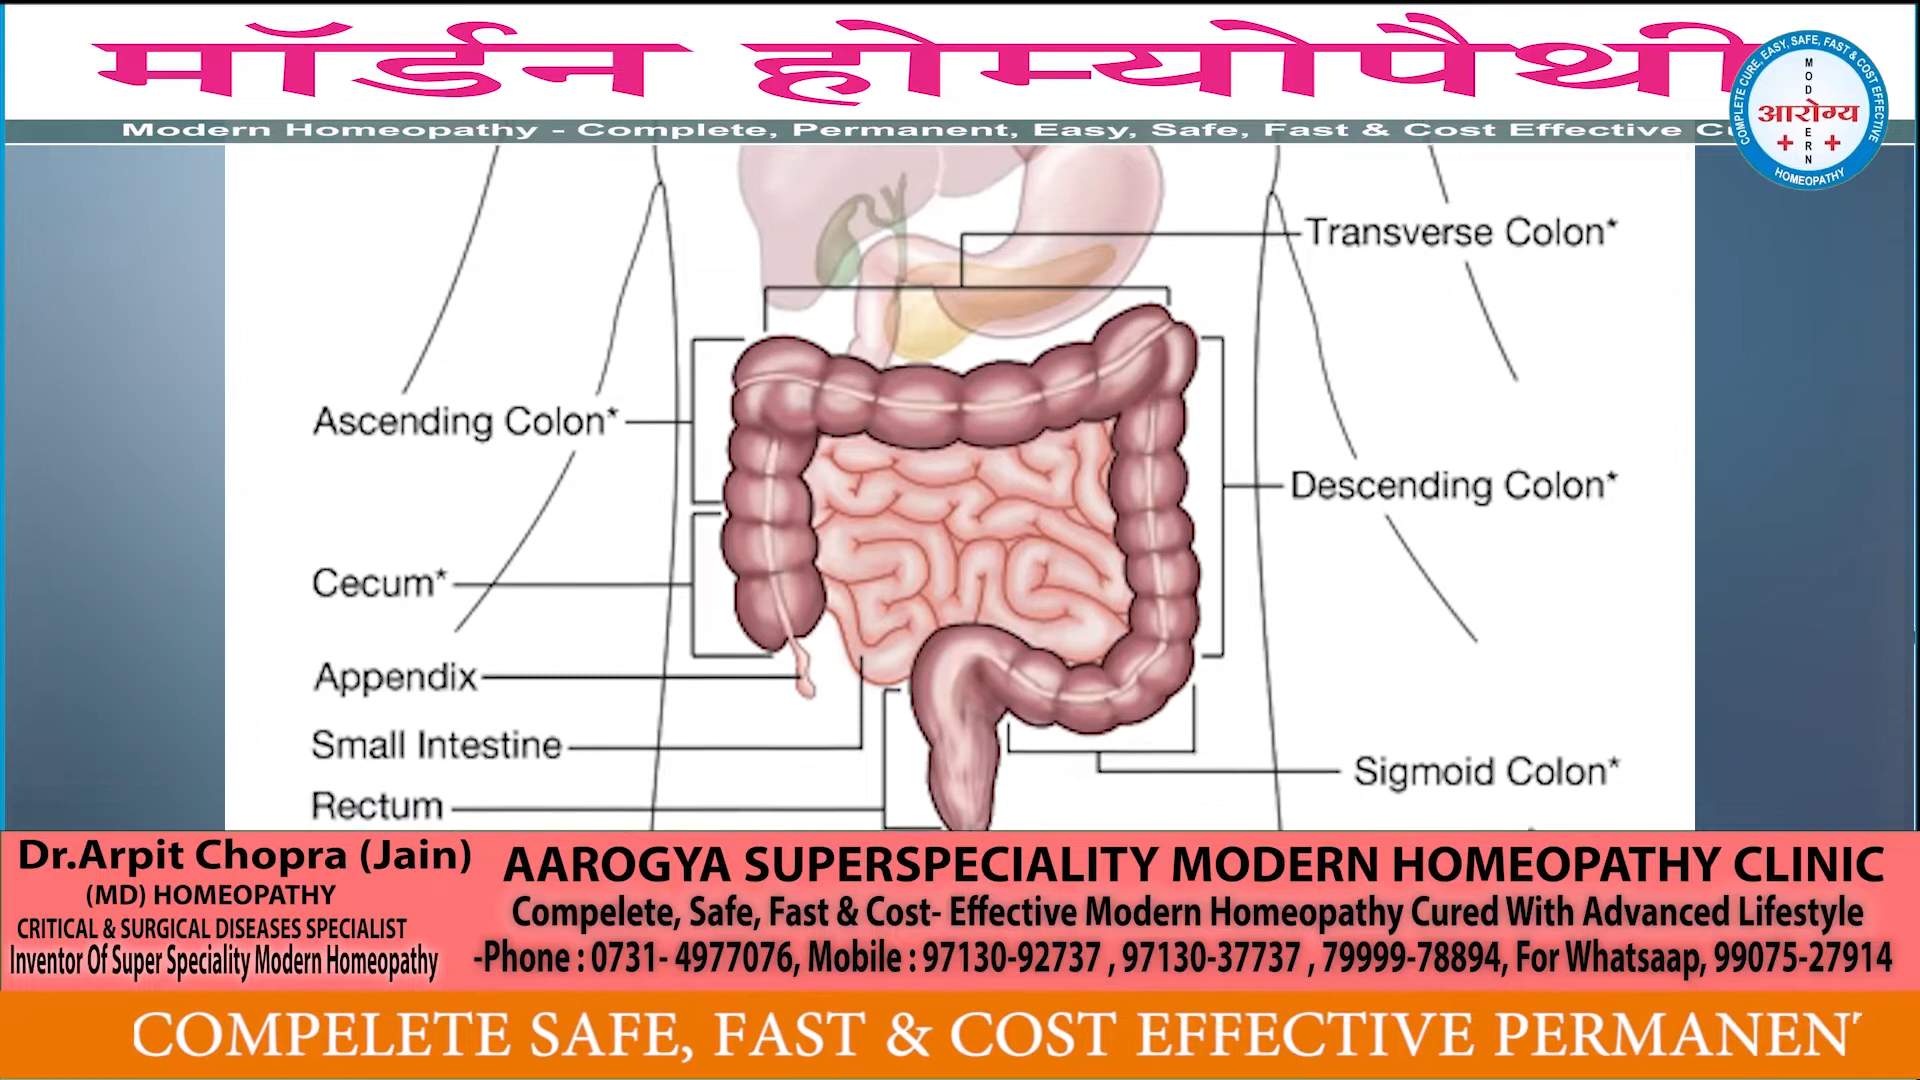 मॉर्डन होम्योपैथी
Modern Homeopathy - Complete, Permanent, Easy, Safe, Fast & Cost Effective
COMPLETE CURE, EASY, SAFE, FAST & COST EFFECTIVE
MODERN
आरोग्य
HOMEOPATHY
Transverse Colon*
Ascending Colon*
Descending Colon*
Cecum*
Appendix
Small Intestine
Sigmoid Colon*
Rectum
Dr.Arpit Chopra (Jain)
(MD) HOMEOPATHY
CRITICAL & SURGICAL DISEASES SPECIALIST
Inventor Of Super Speciality Modern Homeopathy
AAROGYA SUPERSPECIALITY MODERN HOMEOPATHY CLINIC
Compelete, Safe, Fast & Cost- Effective Modern Homeopathy Cured With Advanced Lifestyle
-Phone : 0731- 4977076, Mobile : 97130-92737 , 97130-37737 , 79999-78894, For Whatsaap, 99075-27914
COMPELETE SAFE, FAST & COST EFFECTIVE PERMANEN